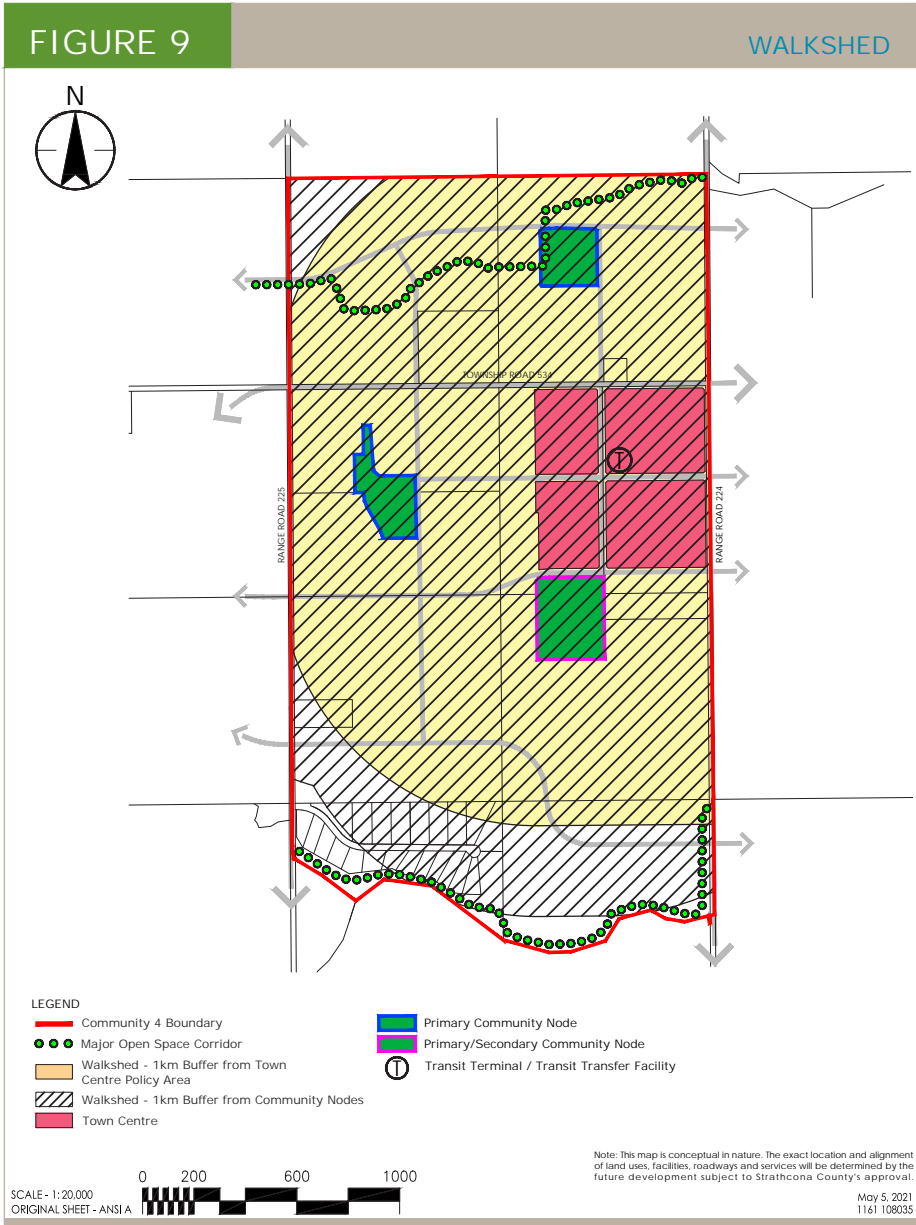 FIGURE 9
WALKSHED
N
TOWNSHIP ROAD 534
T
RANGE ROAD 225
RANGE ROAD 224
LEGEND
Community 4 Boundary
Major Open Space Corridor
Walkshed - 1km Buffer from Town
Centre Policy Area
Walkshed - 1km Buffer from Community Nodes
Town Centre
Primary Community Node
Primary/Secondary Community Node
T
Transit Terminal / Transit Transfer Facility
Note: This map is conceptual in nature. The exact location and alignment
of land uses, facilities, roadways and services will be determined by the
future development subject to Strathcona County's approval.
0 200 600 1000
SCALE - 1: 20,000
ORIGINAL SHEET - ANSI A
May 5, 2021
1161 108035